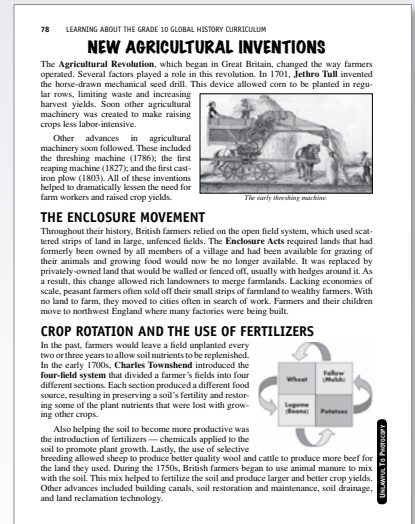 78 LEARNING ABOUT THE GRADE 10 GLOBAL HISTORY CURRICULUM
NEW AGRICULTURAL INVENTIONS
The Agricultural Revolution, which began in Great Britain, changed the way farmers
operated. Several factors played a role in this revolution. In 1701, Jethro Tull invented
the horse-drawn mechanical seed drill. This device allowed corn to be planted in regu-
lar rows, limiting waste and increasing
harvest yields. Soon other agricultural
machinery was created to make raising
crops less labor-intensive.
Other advances in agricultural
machinery soon followed. These included
the threshing machine (1786); the first
reaping machine (1827); and the first cast-
iron plow (1803). All of these inventions
helped to dramatically lessen the need for
farm workers and raised crop yields.
The early threshing machine.
THE ENCLOSURE MOVEMENT
Throughout their history, British farmers relied on the open field system, which used scat-
tered strips of land in large, unfenced fields. The Enclosure Acts required lands that had
formerly been owned by all members of a village and had been available for grazing of
their animals and growing food would now be no longer available. It was replaced by
privately-owned land that would be walled or fenced off, usually with hedges around it. As
a result, this change allowed rich landowners to merge farmlands. Lacking economies of
scale, peasant farmers often sold off their small strips of farmland to wealthy farmers. With
no land to farm, they moved to cities often in search of work. Farmers and their children
move to northwest England where many factories were being built.
CROP ROTATION AND THE USE OF FERTILIZERS
In the past, farmers would leave a field unplanted every
two or three years to allow soil nutrients to be replenished.
In the early 1700s, Charles Townshend introduced the
four-field system that divided a farmer's fields into four
different sections. Each section produced a different food
source, resulting in preserving a soil's fertility and restor-
ing some of the plant nutrients that were lost with grow-
ing other crops.
Wheat
Fallow
(Mulch)
Legume
(Beans)
Potatoes
Also helping the soil to become more productive was
the introduction of fertilizers — chemicals applied to the
soil to promote plant growth. Lastly, the use of selective
breeding allowed sheep to produce better quality wool and cattle to produce more beef for
the land they used. During the 1750s, British farmers began to use animal manure to mix
with the soil. This mix helped to fertilize the soil and produce larger and better crop yields.
Other advances included building canals, soil restoration and maintenance, soil drainage,
and land reclamation technology.
UNLAWFUL TO PHOTOCOPY